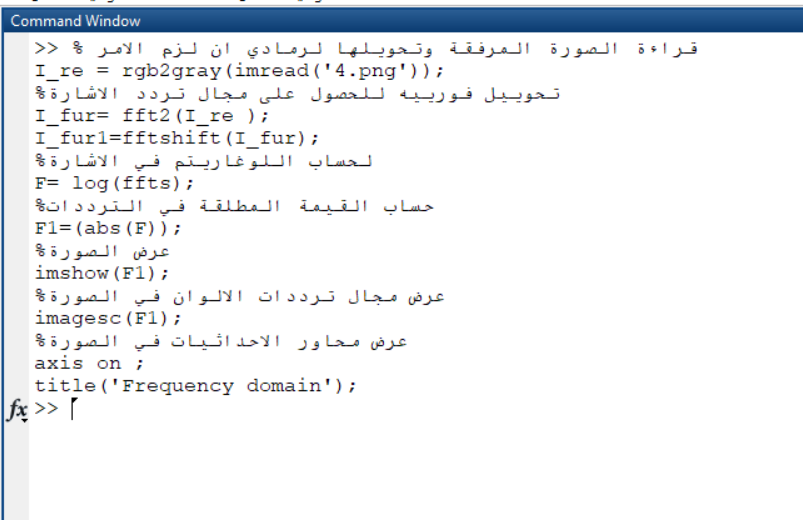 Command Window
>> % قراءة الصورة المرفقة وتحويلها لرمادي ان لزم الامر
I_re = rgb2gray(imread('4.png'));
%تحوييل فورييه للحصول على مجال تردد الاشارة
I_fur= fft2(I_re );
I_fur1=fftshift(I_fur);
%لحساب اللوغاريتم في الاشارة
F= log(ffts);
%حساب القيمة المطلقة في الترددات
F1=(abs(F));
%عرض الصورة
imshow(F1);
%عرض مجال ترددات الالوان في الصورة
imagesc(F1);
%عرض محاور الاحداثيات في الصورة
axis on ;
title('Frequency domain');
fx >>